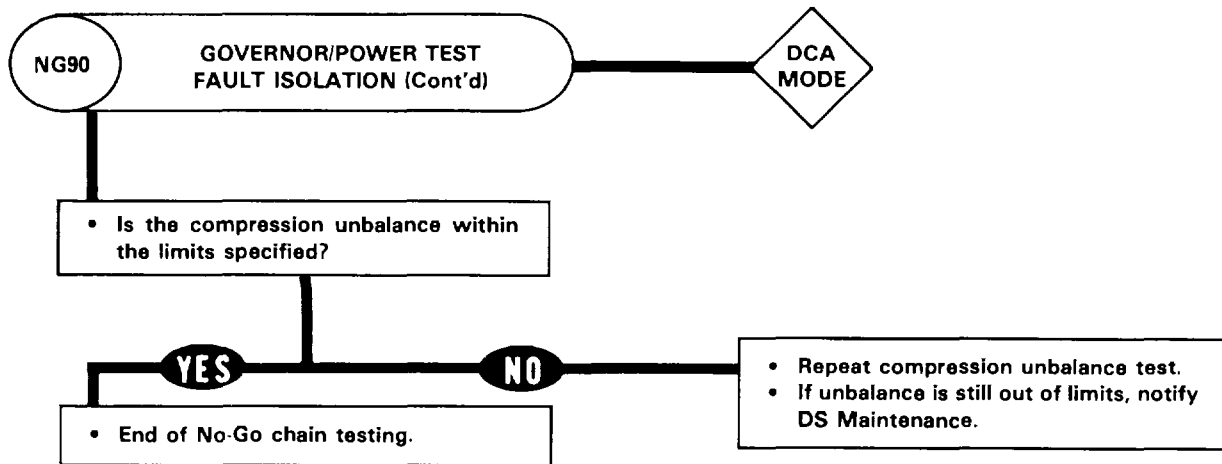 NG90
GOVERNOR/POWER TEST
FAULT ISOLATION (Cont'd)
DCA
MODE
• Is the compression unbalance within
the limits specified?
YES
NO
• End of No-Go chain testing.
• Repeat compression unbalance test.
• If unbalance is still out of limits, notify
DS Maintenance.